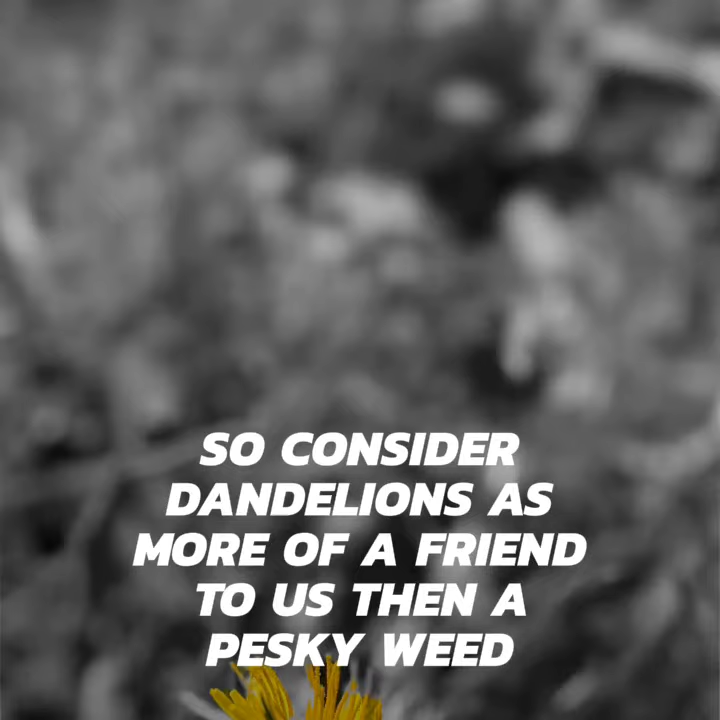 SO CONSIDER
DANDELIONS AS
MORE OF A FRIEND
TO US THEN A
PESKY WEED